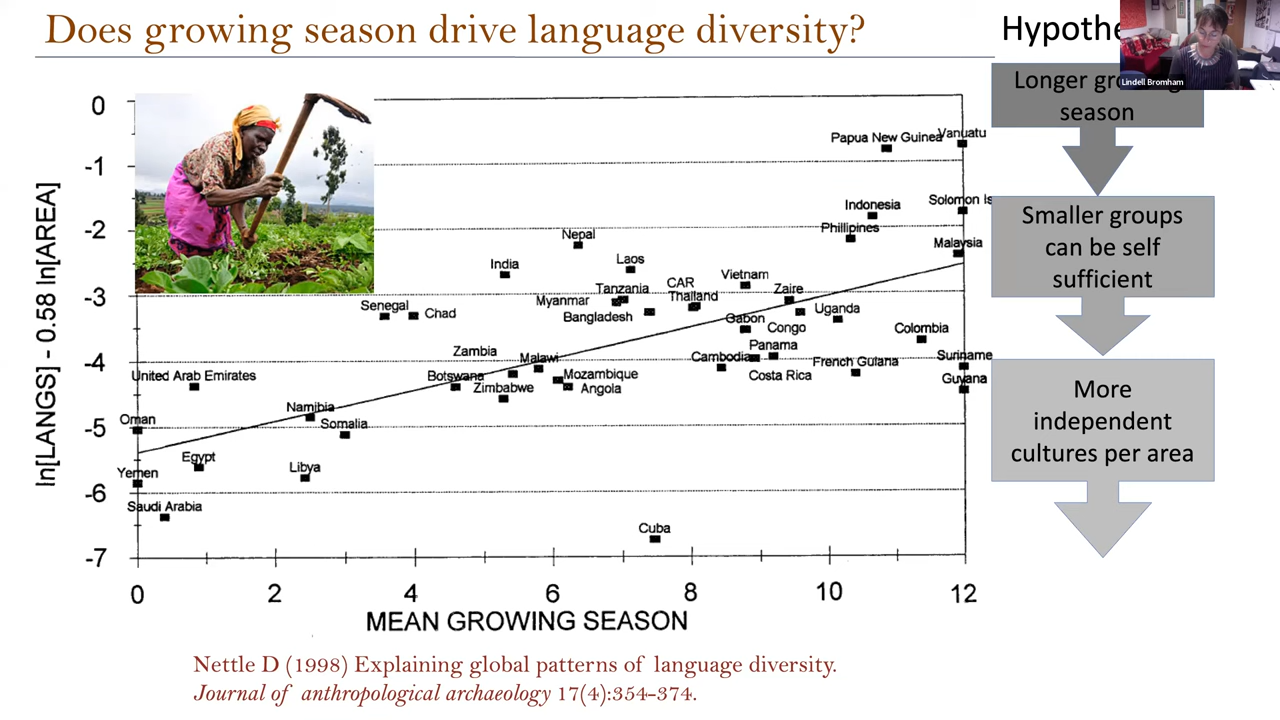 Does growing season drive language diversity?
Hypothe
Lindell Bromham
Longer
season
Smaller groups
can be self
sufficient
More
independent
cultures per area
ln[LANGS] - 0.58 ln[AREA]
0
-1
-2
-3
-4
-5
-6
-7
Papua New Guinea
Vanuatu
Indonesia
Solomon Is
Phillipines
Nepal
Malaysia
India
Laos
Vietnam
Tanzania
CAR
Zaire
Myanmar
Thailand
Senegal
Chad
Bangladesh
Gabon
Uganda
Congo
Colombia
Zambia
Malawi
Panama
Cambodia
French Guiana
Suriname
United Arab Emirates
Botswana
Mozambique
Costa Rica
Guyana
Zimbabwe
Angola
Namibia
Oman
Somalia
Egypt
Libya
Yemen
Saudi Arabia
Cuba
0 2 4 6 8 10 12
MEAN GROWING SEASON
Nettle D (1998) Explaining global patterns of language diversity.
Journal of anthropological archaeology 17(4):354–374.